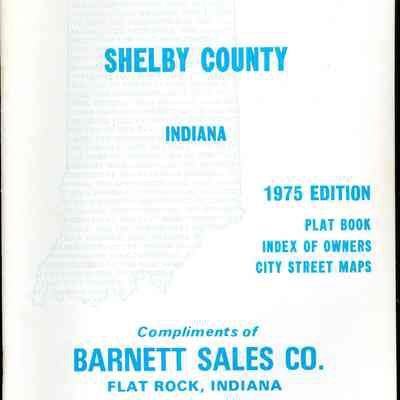 SHELBY COUNTY
INDIANA
1975 EDITION
PLAT BOOK
INDEX OF OWNERS
CITY STREET MAPS
Compliments of
BARNETT SALES CO.
FLAT ROCK, INDIANA